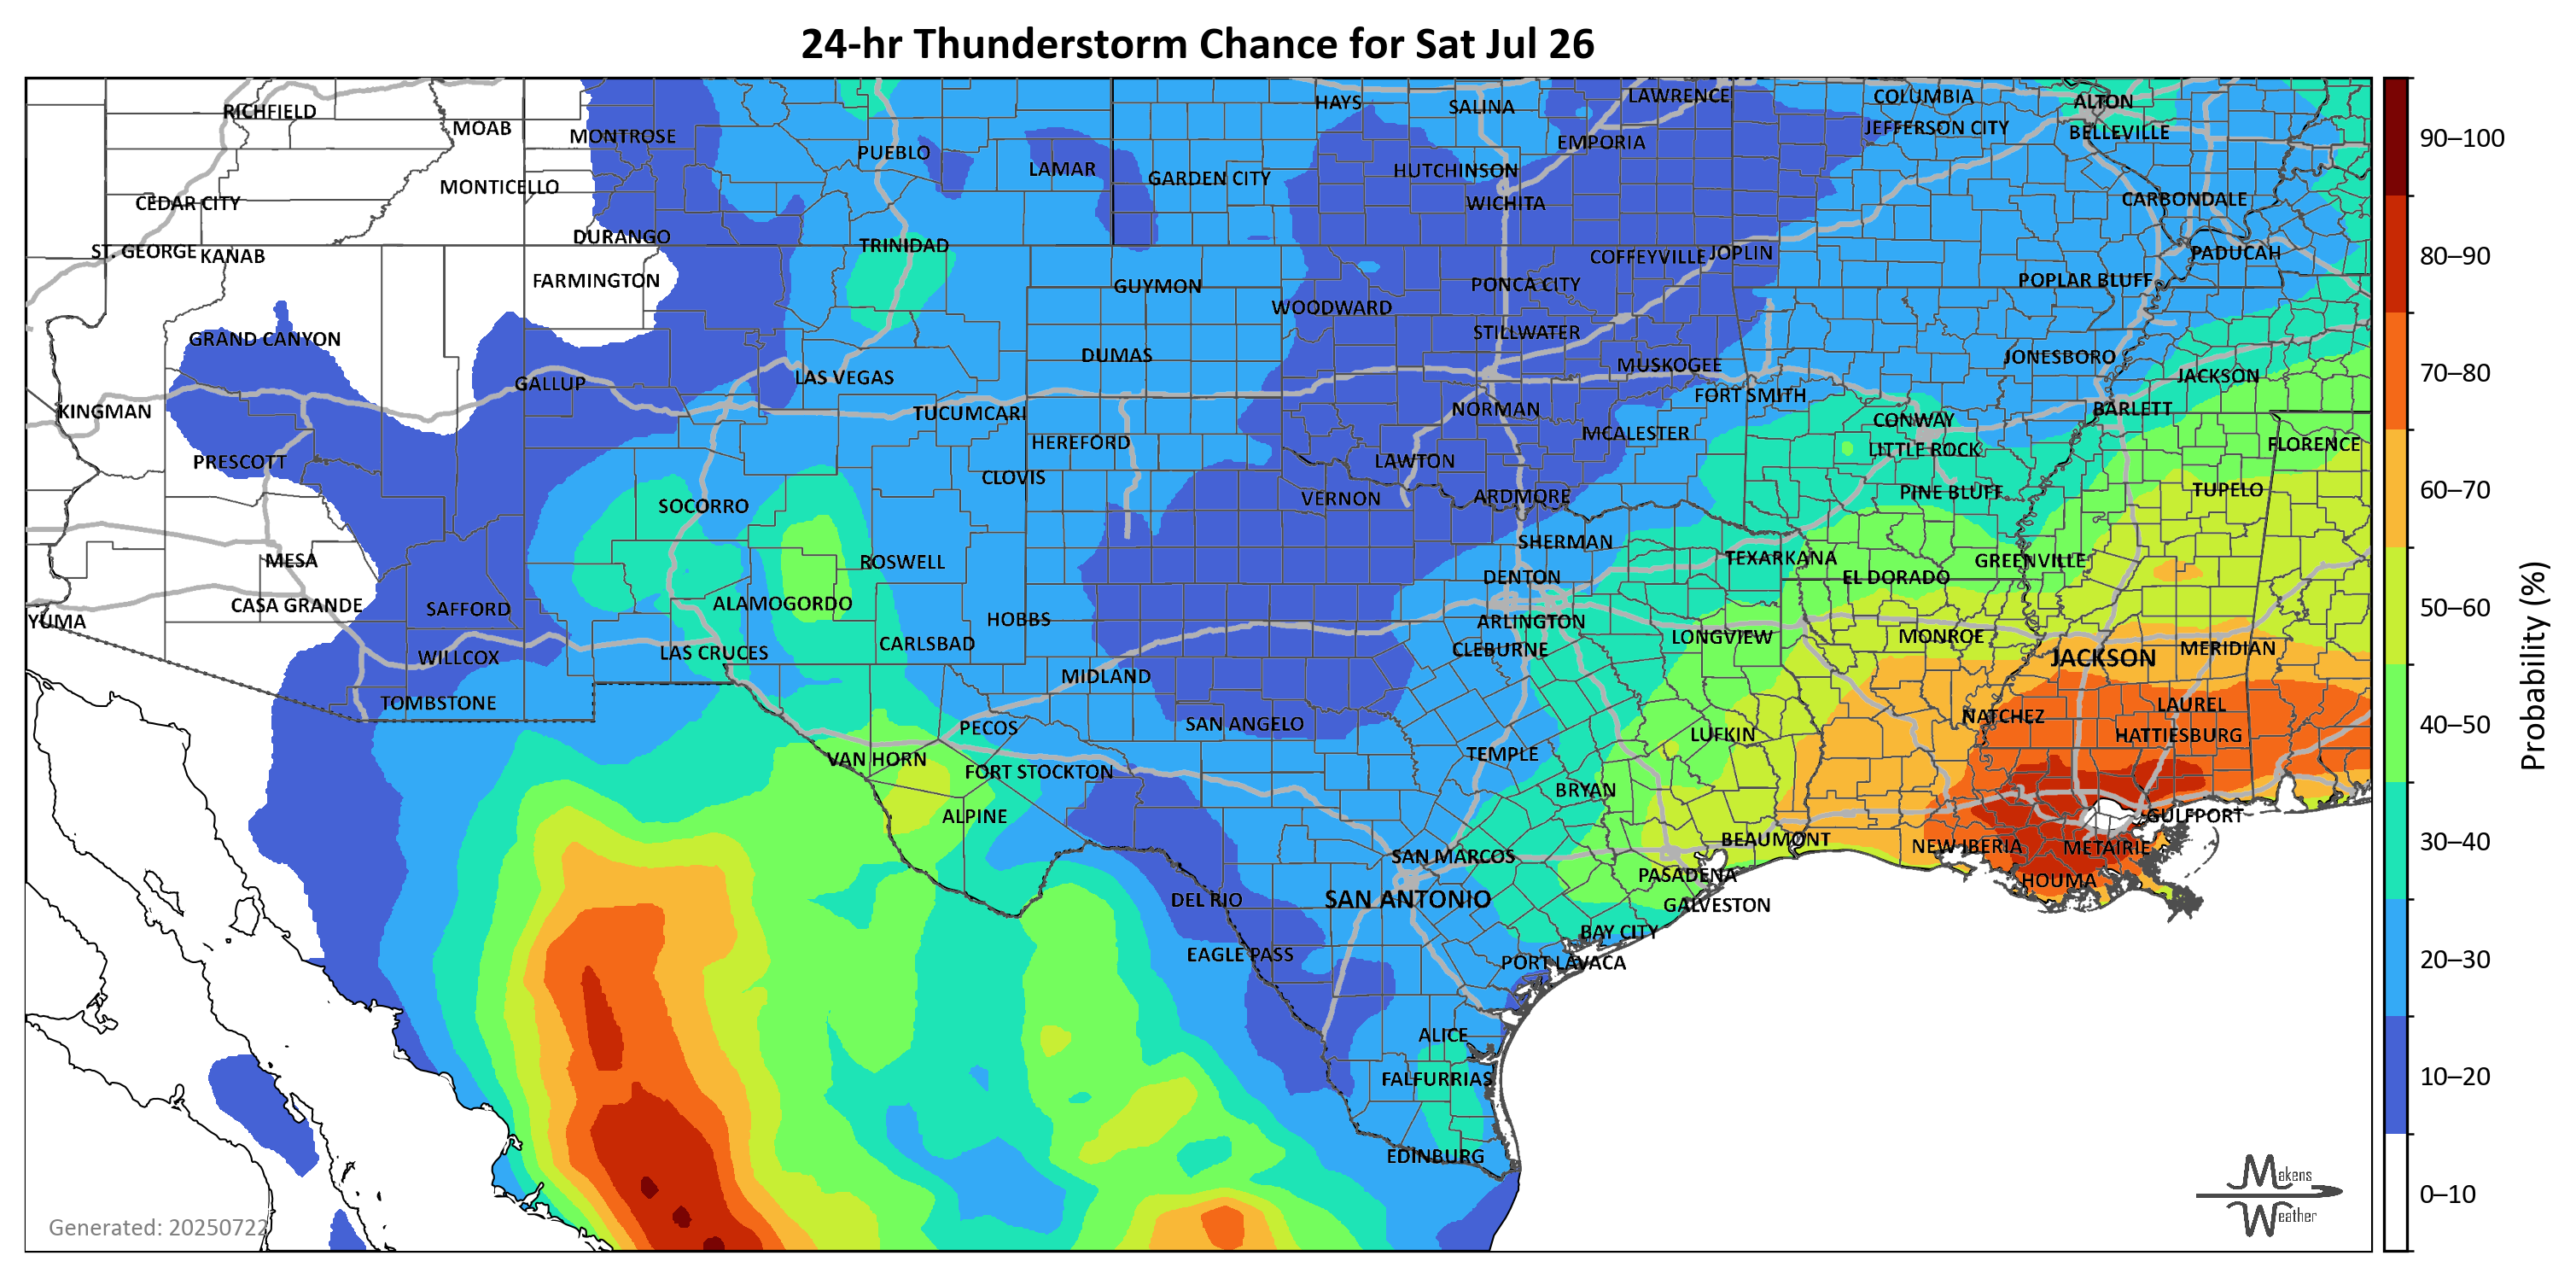 24-hr Thunderstorm Chance for Sat Jul 26
RICHFIELD
MOAB
MONTROSE
PUEBLO
LAMAR
GARDEN CITY
HAYS
SALINA
LAWRENCE
COLUMBIA
ALTON
JEFFERSON CITY
BELLEVILLE
EMPORIA
HUTCHINSON
WICHITA
MONTICELLO
CEDAR CITY
CARBONDALE
DURANGO
TRINIDAD
ST. GEORGE
KANAB
COFFEYVILLE
JOPLIN
PADUCAH
FARMINGTON
GUYMON
PONCA CITY
POPLAR BLUFF
WOODWARD
STILLWATER
GRAND CANYON
DUMAS
JONESBORO
MUSKOGEE
JACKSON
GALLUP
LAS VEGAS
FORT SMITH
KINGMAN
TUCUMCARI
NORMAN
CONWAY
BARLETT
HEREFORD
MCALESTER
LITTLE ROCK
FLORENCE
PRESCOTT
CLOVIS
LAWTON
VERNON
ARDMORE
PINE BLUFF
TUPELO
SOCORRO
SHERMAN
MESA
ROSWELL
TEXARKANA
GREENVILLE
DENTON
EL DORADO
CASA GRANDE
SAFFORD
ALAMOGORDO
YUMA
HOBBS
ARLINGTON
LONGVIEW
MONROE
WILLCOX
LAS CRUCES
CARLSBAD
CLEBURNE
JACKSON
MERIDIAN
MIDLAND
TOMBSTONE
PECOS
SAN ANGELO
NATCHEZ
LAUREL
LUFKIN
HATTIESBURG
VAN HORN
FORT STOCKTON
TEMPLE
BRYAN
ALPINE
GULFPORT
BEAUMONT
NEW IBERIA
METAIRIE
SAN MARCOS
PASADENA
HOUMA
DEL RIO
SAN ANTONIO
GALVESTON
BAY CITY
EAGLE PASS
PORT LAVACA
ALICE
FALFURRIAS
EDINBURG
Generated: 20250722
Makens
Weather
90–100
80–90
70–80
60–70
50–60
40–50
30–40
20–30
10–20
0–10
Probability (%)